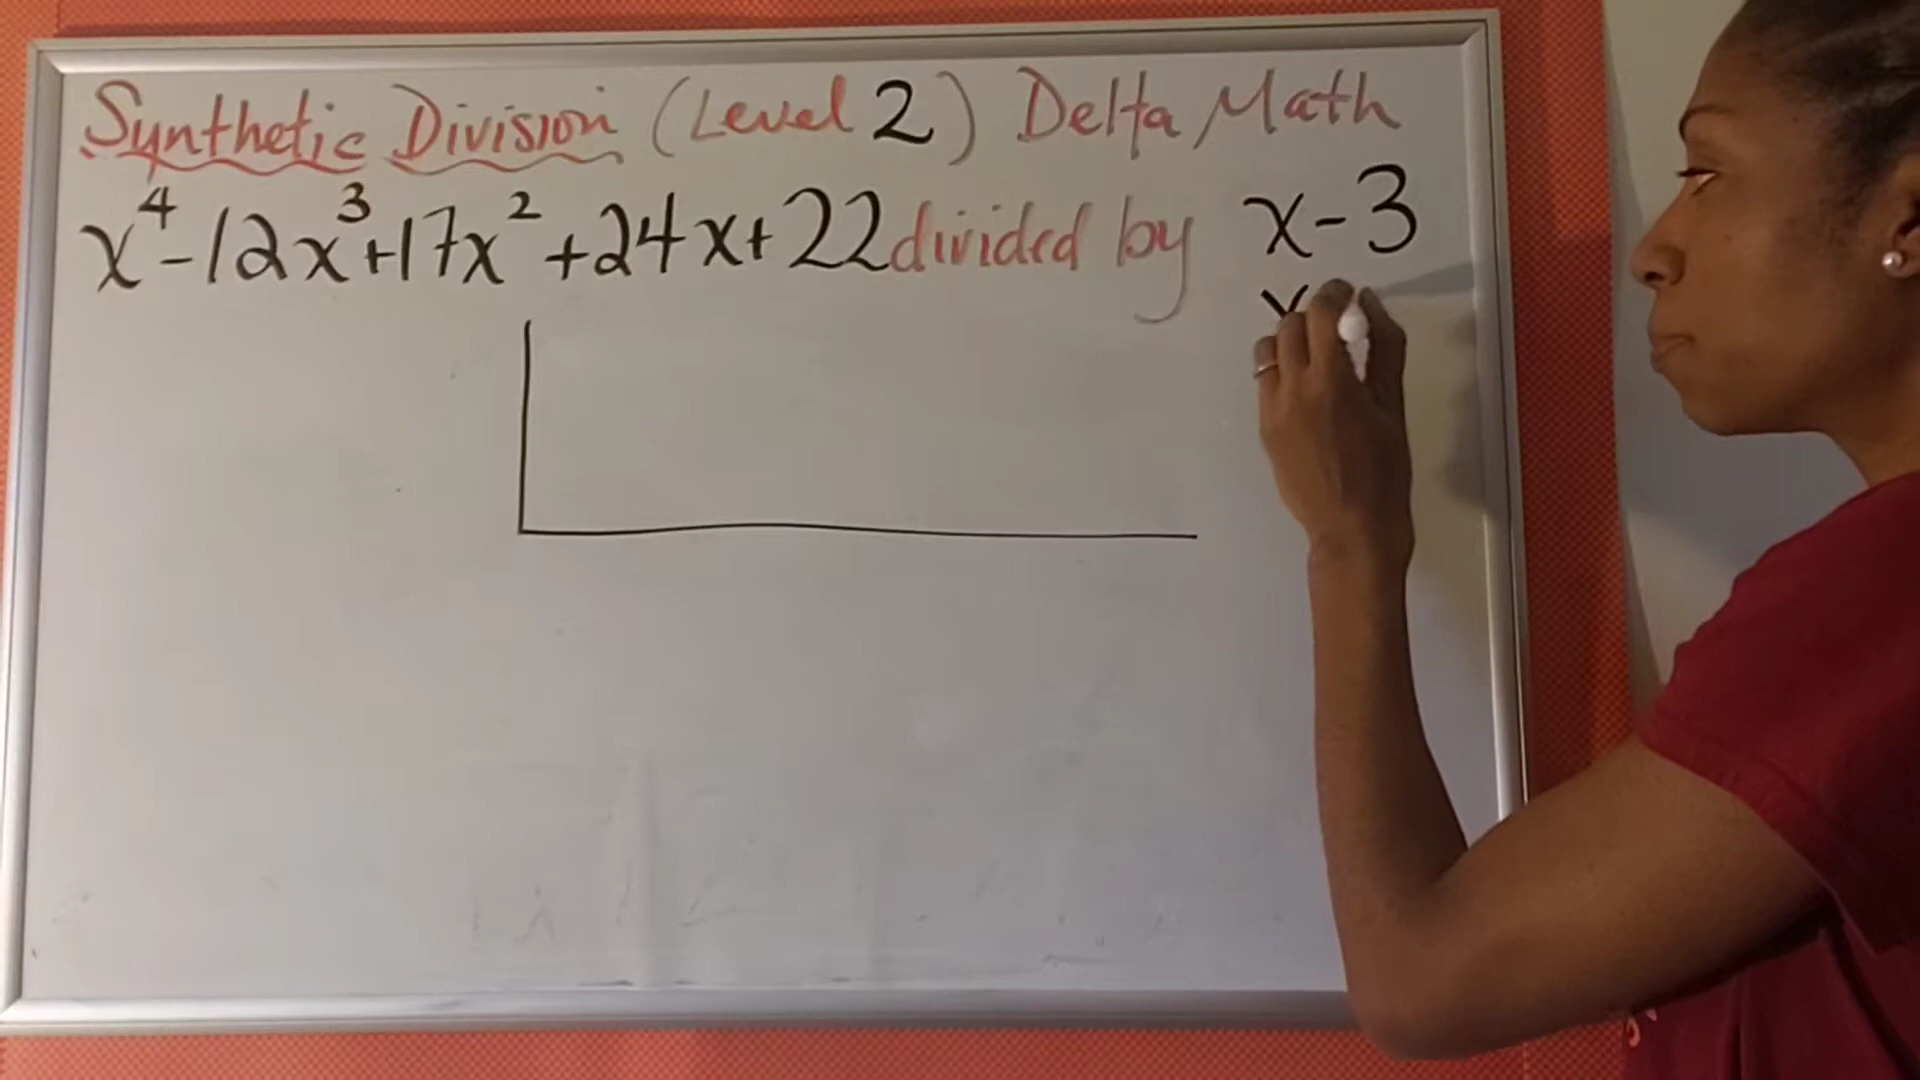 Synthetic Division (Level 2) Delta Math
x⁴-12x³+17x²+24x+22 divided by x-3
x